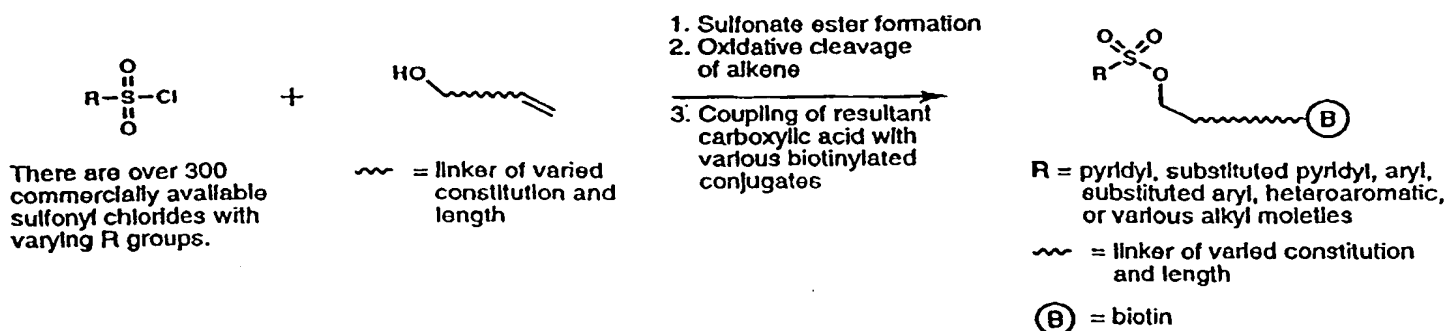 R–S–Cl
O
O
+
HO
1. Sulfonate ester formation
2. Oxidative cleavage
of alkene
3. Coupling of resultant
carboxylic acid with
various biotinylated
conjugates
O O
R S O
B
There are over 300
commercially available
sulfonyl chlorides with
varying R groups.
= linker of varied
constitution and
length
R = pyridyl, substituted pyridyl, aryl,
substituted aryl, heteroaromatic,
or various alkyl moieties
= linker of varied constitution
and length
B = biotin